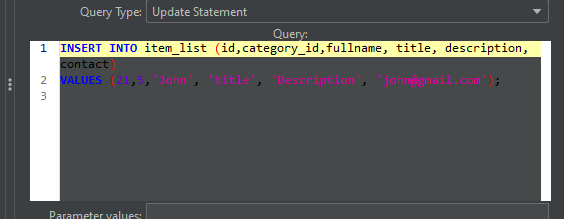 Query Type: Update Statement
Query:
1 INSERT INTO item_list (id,category_id,fullname, title, description,
contact)
2 VALUES (21,5,'John', 'title', 'Description', 'john@gmail.com');
3
Parameter values: